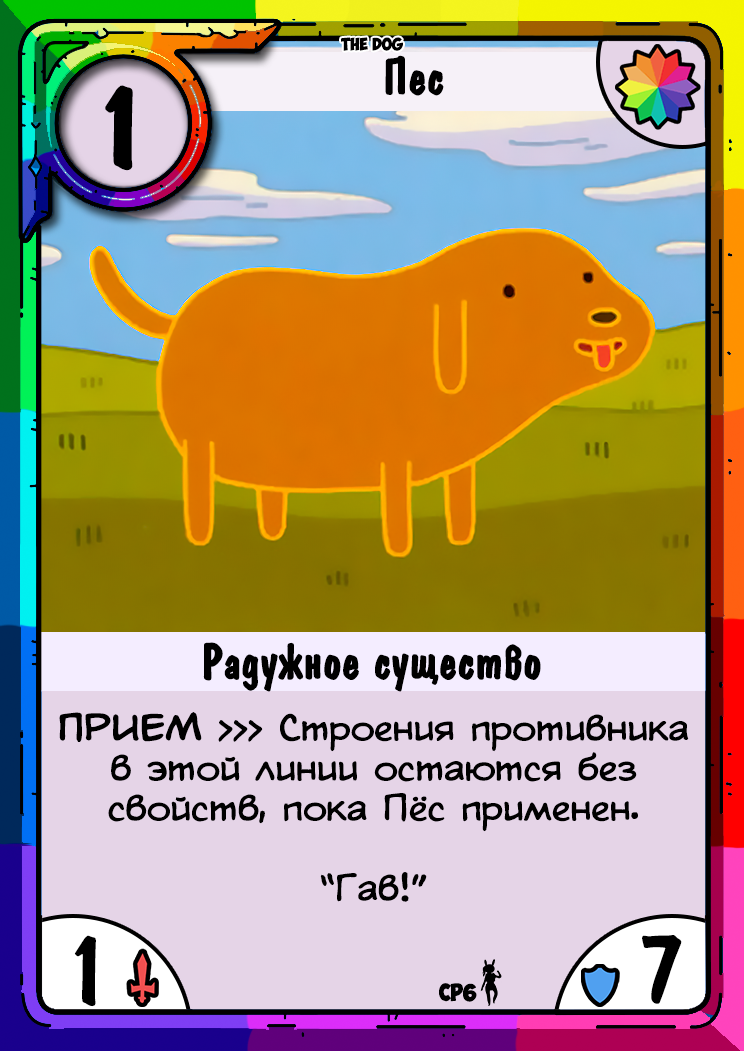 THE DOG
Пес
1
Радужное существо
ПРИЕМ >>> Строения противника
в этой линии остаются без
свойств, пока Пёс применен.
“Гав!”
1
CP6
7